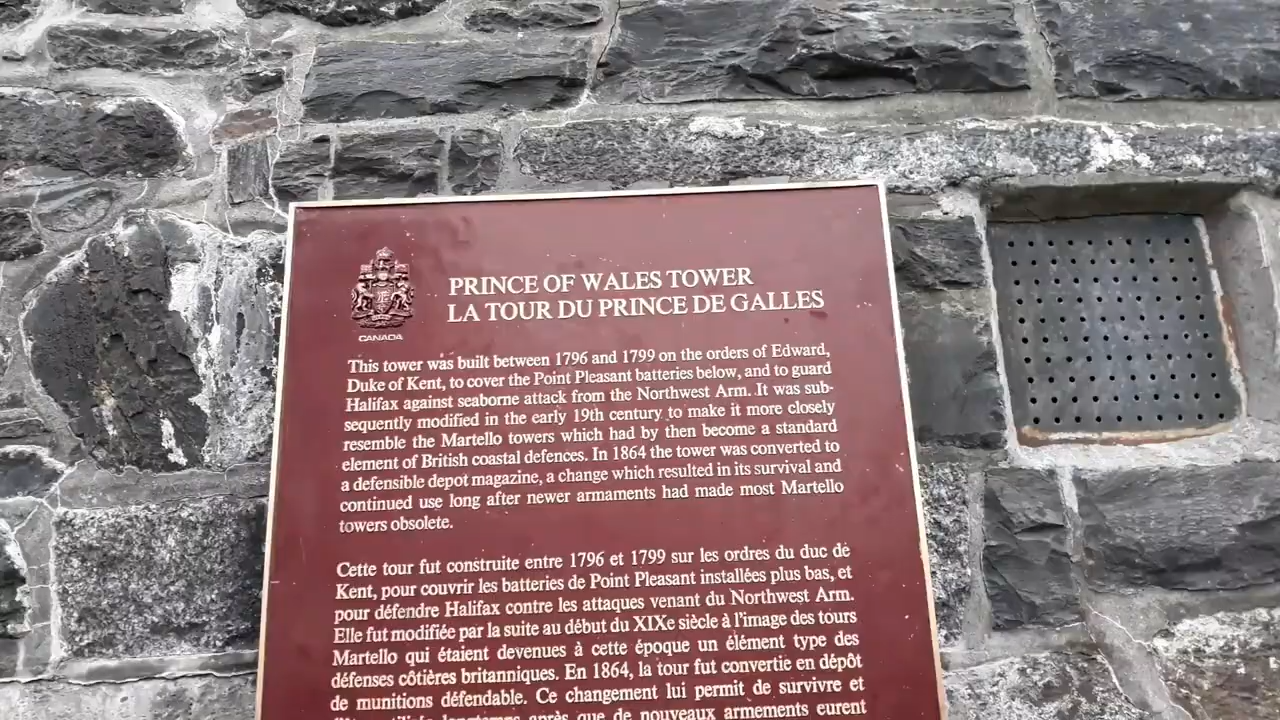 CANADA
PRINCE OF WALES TOWER
LA TOUR DU PRINCE DE GALLES
This tower was built between 1796 and 1799 on the orders of Edward,
Duke of Kent, to cover the Point Pleasant batteries below, and to guard
Halifax against seaborne attack from the Northwest Arm. It was sub-
sequently modified in the early 19th century to make it more closely
resemble the Martello towers which had by then become a standard
element of British coastal defences. In 1864 the tower was converted to
a defensible depot magazine, a change which resulted in its survival and
continued use long after newer armaments had made most Martello
towers obsolete.
Cette tour fut construite entre 1796 et 1799 sur les ordres du duc de
Kent, pour couvrir les batteries de Point Pleasant installées plus bas, et
pour défendre Halifax contre les attaques venant du Northwest Arm.
Elle fut modifiée par la suite au début du XIXe siècle à l'image des tours
Martello qui étaient devenues à cette époque un élément type des
défenses côtières britanniques. En 1864, la tour fut convertie en dépôt
de munitions défendable. Ce changement lui permit de survivre et
longtemps après que de nouveaux armements eurent